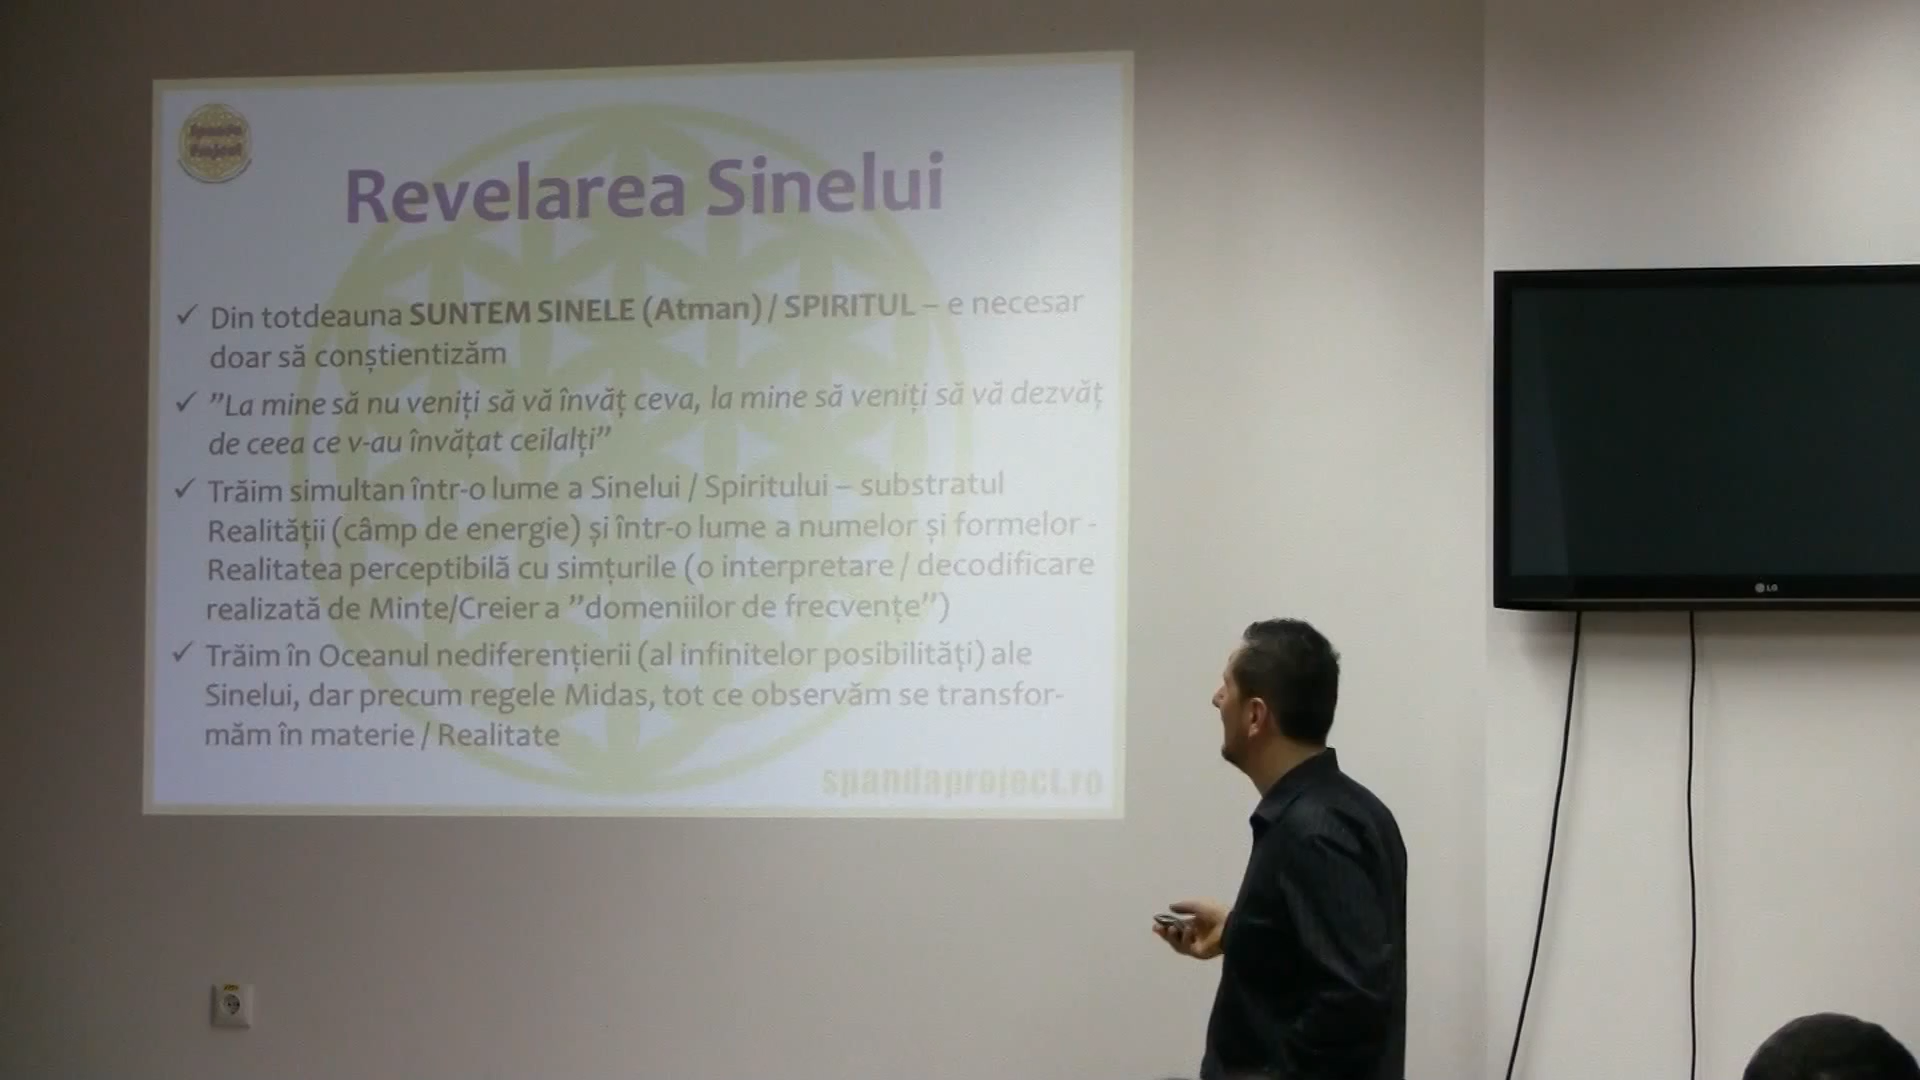 Spanda
Project
Revelarea Sinelui
✓ Din totdeauna SUNTEM SINELE (Atman) / SPIRITUL – e necesar
doar să conștientizăm
✓ ”La mine să nu veniți să vă învăț ceva, la mine să veniți să vă dezvăț
de ceea ce v-au învățat ceilalți”
✓ Trăim simultan într-o lume a Sinelui / Spiritului – substratul
Realității (câmp de energie) și într-o lume a numelor și formelor -
Realitatea perceptibilă cu simțurile (o interpretare / decodificare
realizată de Minte/Creier a ”domeniilor de frecvențe”)
✓ Trăim în Oceanul nediferențierii (al infinitelor posibilități) ale
Sinelui, dar precum regele Midas, tot ce observăm se transfor-
măm în materie / Realitate
spandaproject.ro
LG